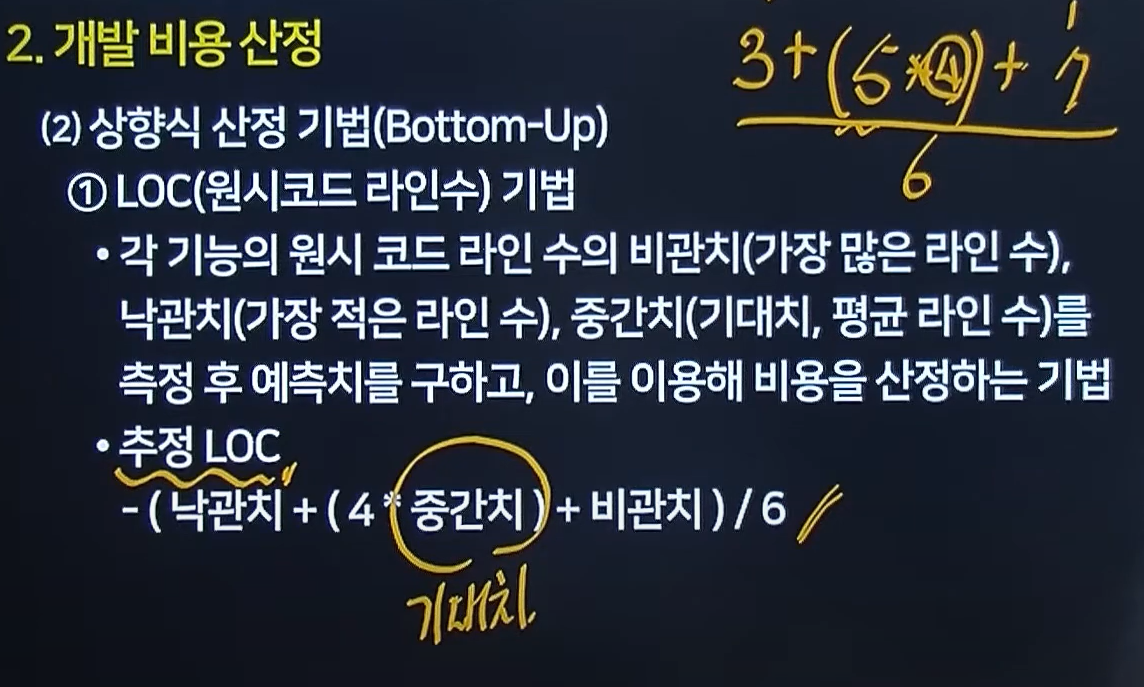 2. 개발 비용 산정
3+(5*4)+7
6
(2) 상향식 산정 기법(Bottom-Up)
① LOC(원시코드 라인수) 기법
• 각 기능의 원시 코드 라인 수의 비관치(가장 많은 라인 수),
낙관치(가장 적은 라인 수), 중간치(기대치, 평균 라인 수)를
측정 후 예측치를 구하고, 이를 이용해 비용을 산정하는 기법
• 추정 LOC
- ( 낙관치 + ( 4 * 중간치 ) + 비관치 ) / 6
기대치.